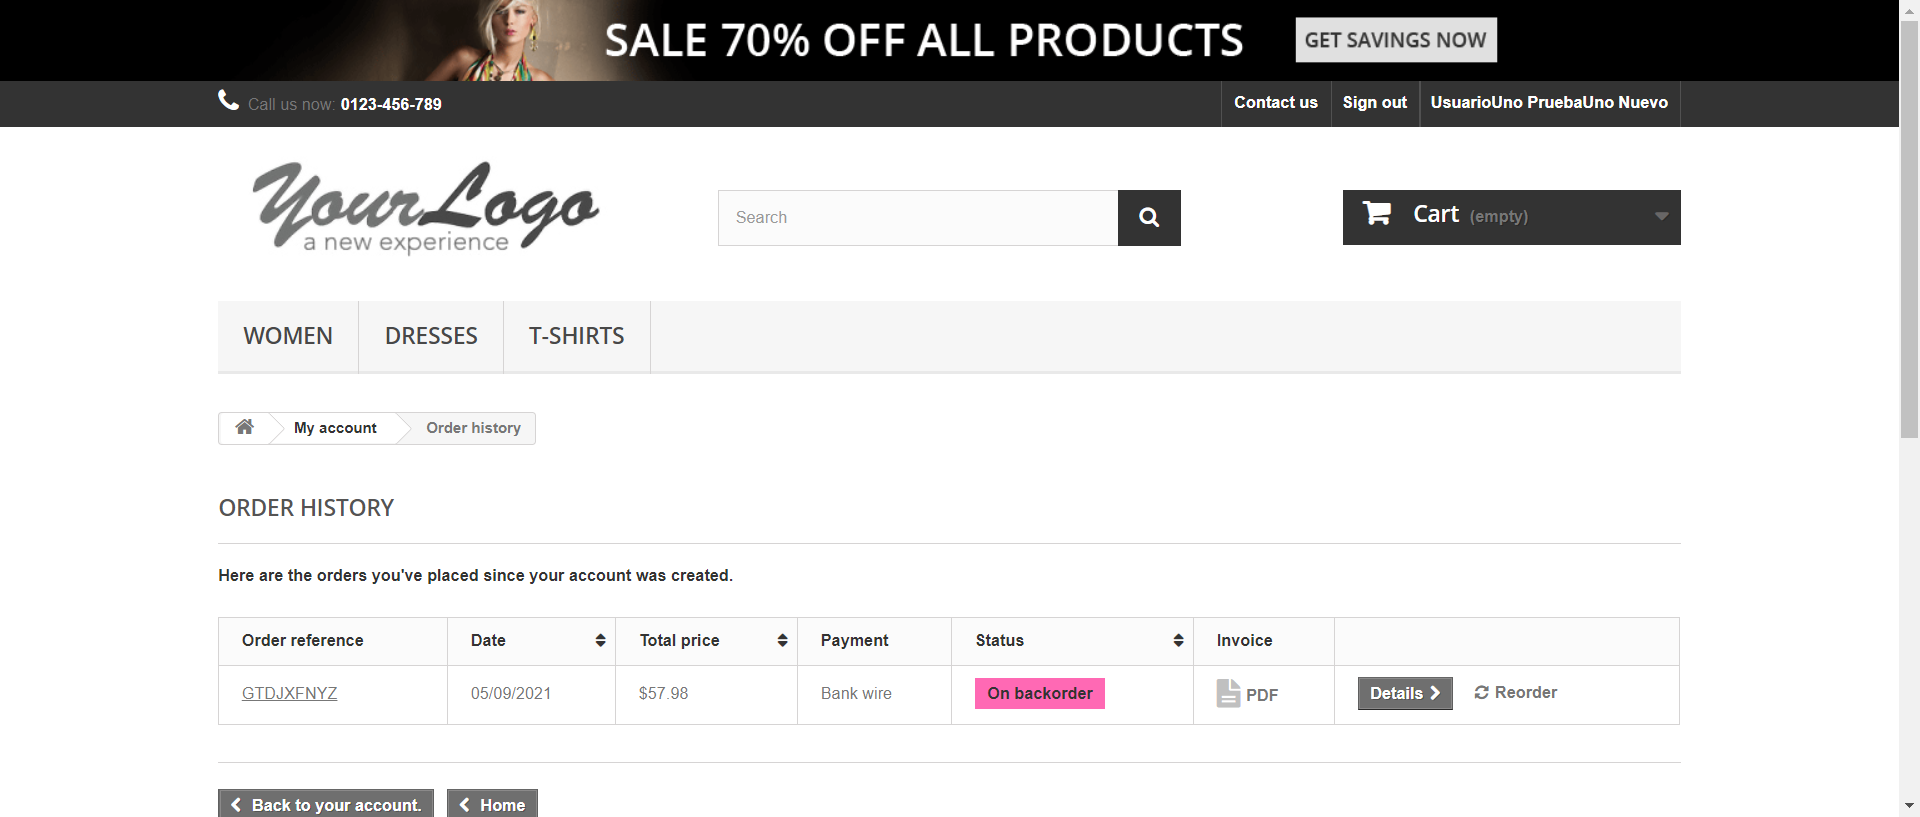 SALE 70% OFF ALL PRODUCTS GET SAVINGS NOW
Call us now: 0123-456-789 Contact us Sign out UsuarioUno PruebaUno Nuevo
YourLogo
a new experience
Search Cart (empty)
WOMEN DRESSES T-SHIRTS
My account Order history
ORDER HISTORY
Here are the orders you've placed since your account was created.
Order reference Date Total price Payment Status Invoice
GTDJXFNYZ 05/09/2021 $57.98 Bank wire On backorder PDF Details Reorder
Back to your account. Home